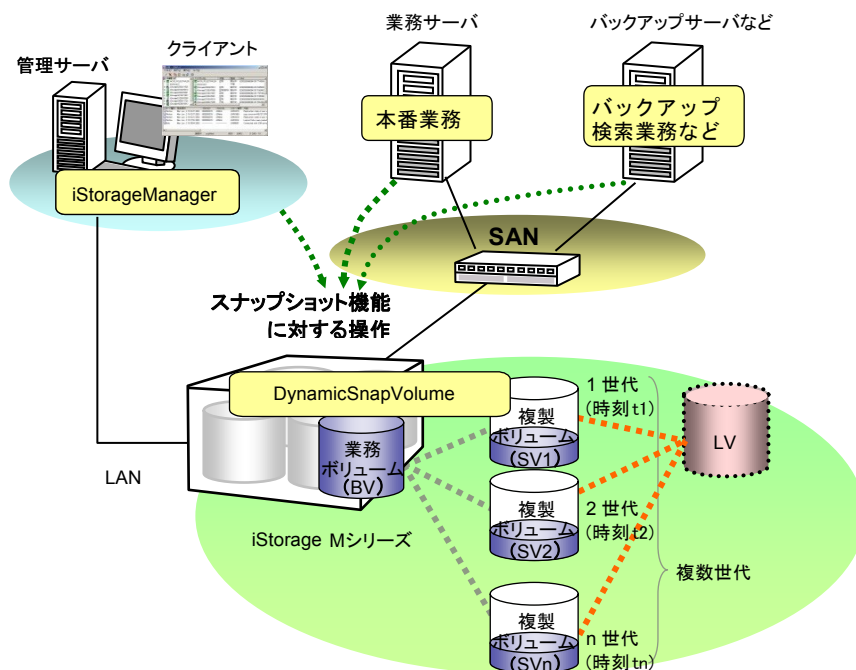 業務サーバ
バックアップサーバなど
クライアント
管理サーバ
本番業務
バックアップ
検索業務など
iStorageManager
SAN
スナップショット機能
に対する操作
DynamicSnapVolume
1 世代
(時刻t1)
複製
ボリューム
(SV1)
LV
業務
ボリューム
(BV)
LAN
複製
ボリューム
(SV2)
2 世代
(時刻t2)
iStorage Mシリーズ
複数世代
複製
ボリューム
(SVn)
n 世代
(時刻tn)